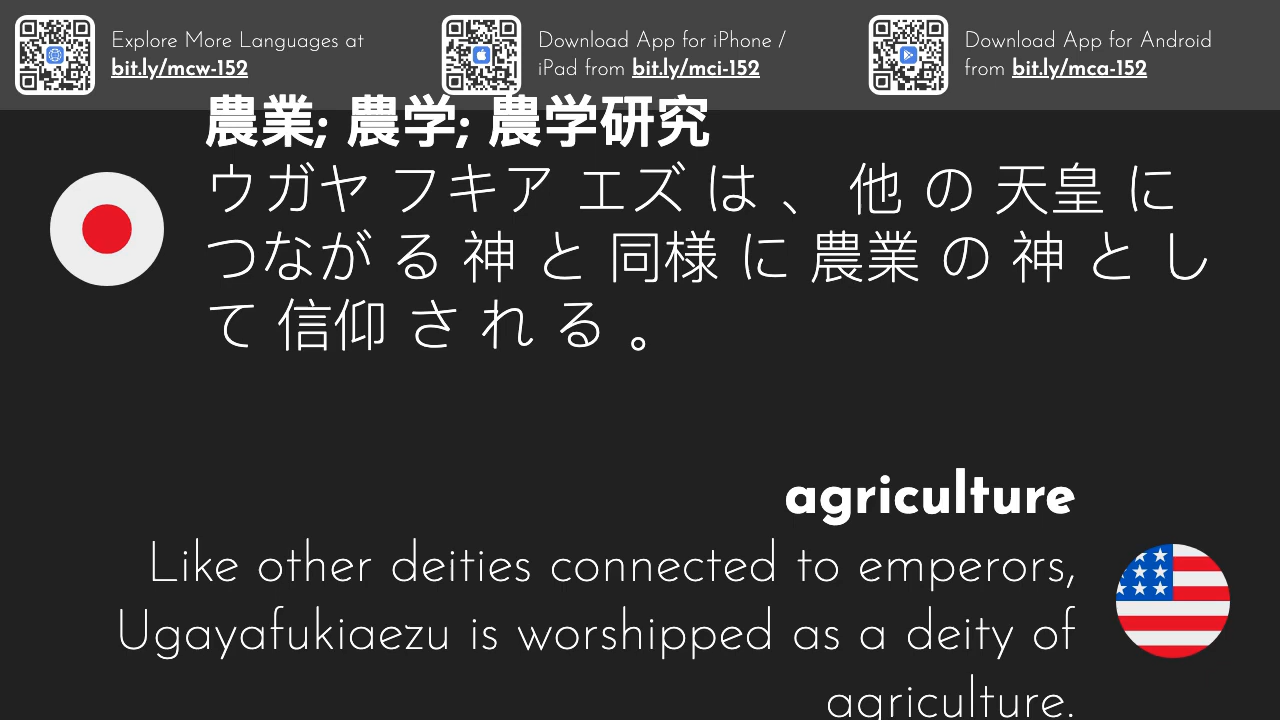 Explore More Languages at
bit.ly/mcw-152
Download App for iPhone /
iPad from bit.ly/mci-152
Download App for Android
from bit.ly/mca-152
農業; 農学; 農学研究
ウガヤ フキア エズ は 、 他 の 天皇 に
つなが る 神 と 同様 に 農業 の 神 と し
て 信仰 さ れ る 。
agriculture
Like other deities connected to emperors,
Ugayafukiaezu is worshipped as a deity of
agriculture.